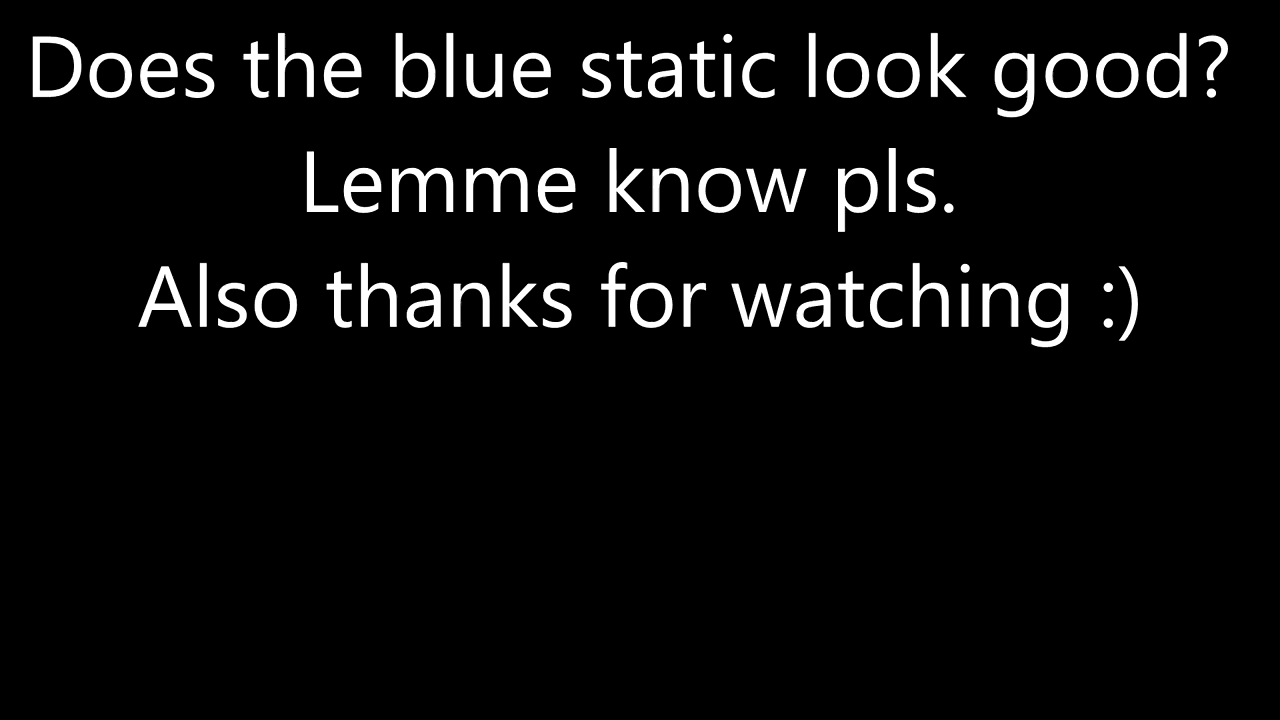 Does the blue static look good?
Lemme know pls.
Also thanks for watching :)